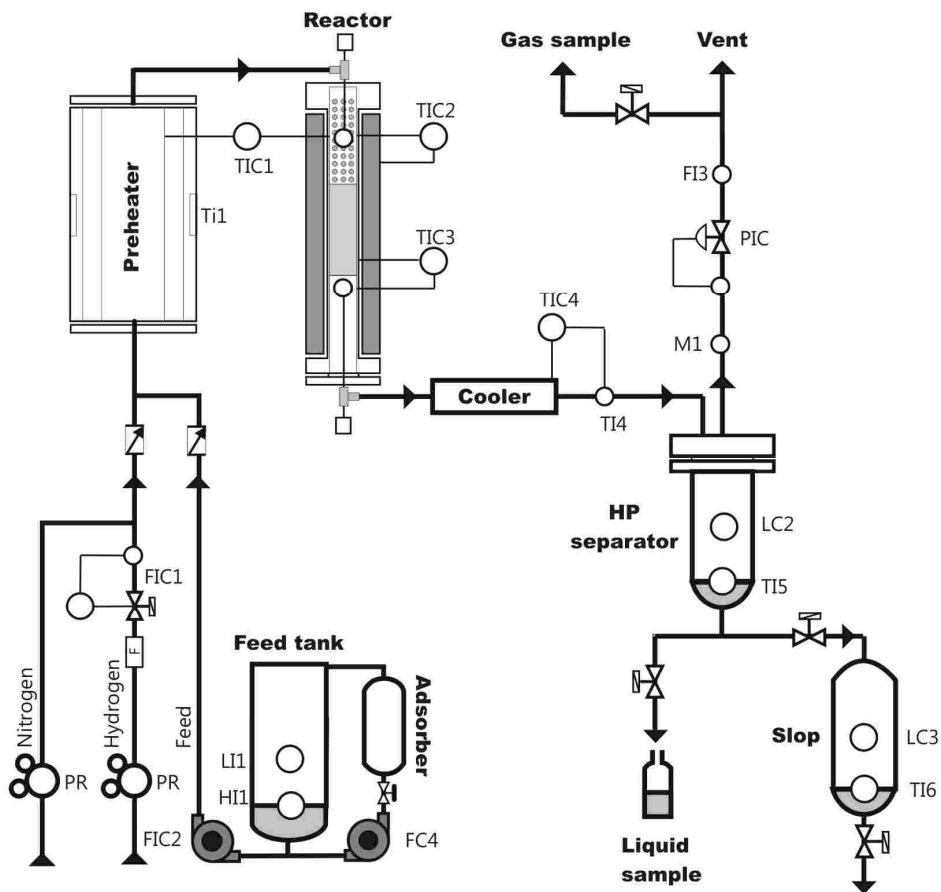 Reactor
Gas sample
Vent
TIC2
TIC1
FI3
Preheater
Ti1
TIC3
PIC
TIC4
M1
Cooler
TI4
HP
separator
LC2
TI5
FIC1
F
Feed tank
Nitrogen
Hydrogen
Feed
Adsorber
Slop
LC3
LI1
HI1
PR
PR
TI6
FIC2
FC4
Liquid
sample